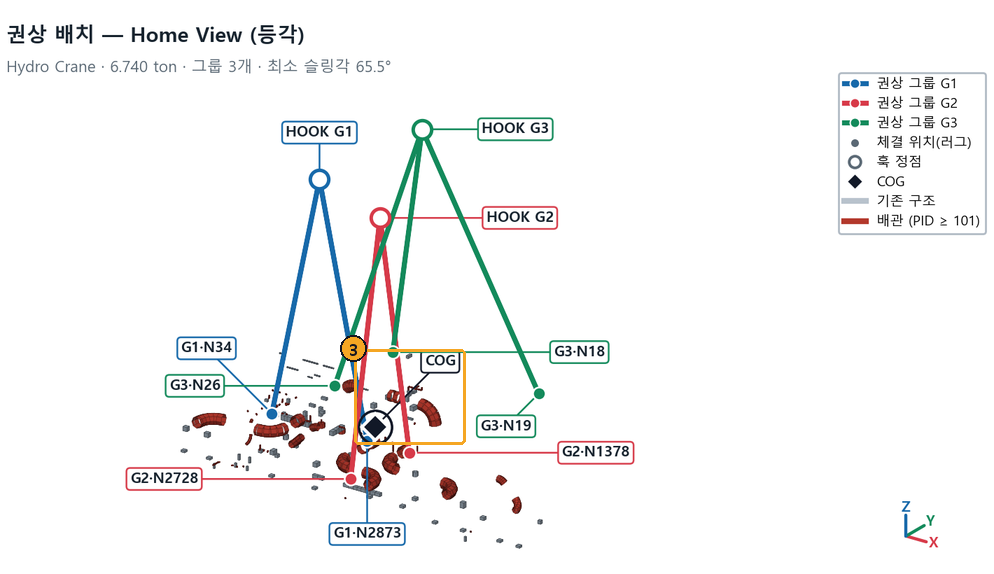 권상 배치 — Home View (등각)
Hydro Crane · 6.740 ton · 그룹 3개 · 최소 슬링각 65.5°
권상 그룹 G1
권상 그룹 G2
권상 그룹 G3
체결 위치(러그)
훅 정점
COG
기존 구조
배관 (PID ≥ 101)
HOOK G1
HOOK G3
HOOK G2
G1·N34
3
G3·N18
COG
G3·N26
G3·N19
G2·N1378
G2·N2728
G1·N2873
Z
Y
X